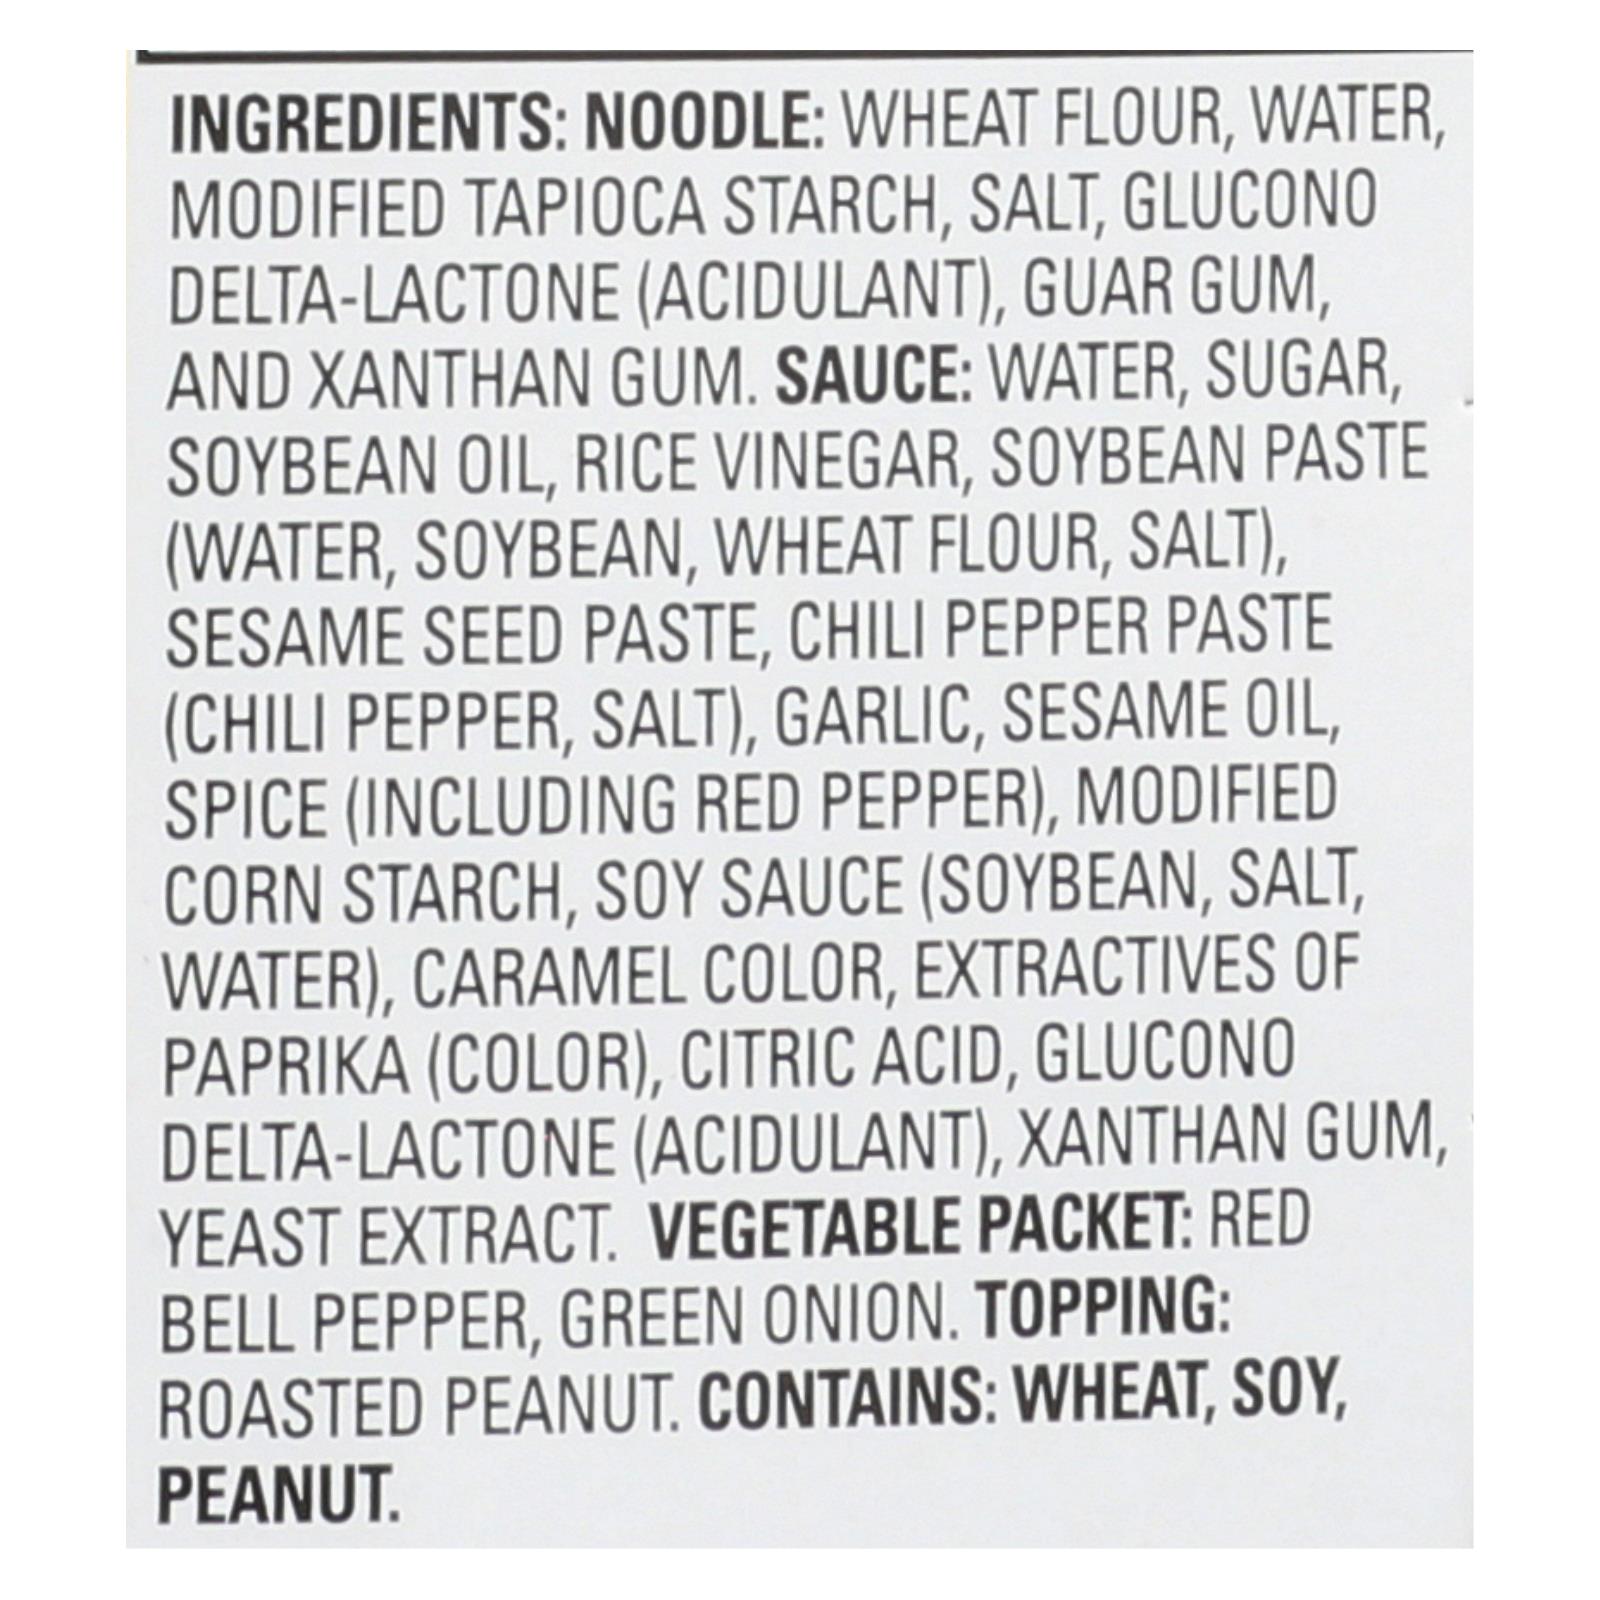 INGREDIENTS: NOODLE: WHEAT FLOUR, WATER,
MODIFIED TAPIOCA STARCH, SALT, GLUCONO
DELTA-LACTONE (ACIDULANT), GUAR GUM,
AND XANTHAN GUM. SAUCE: WATER, SUGAR,
SOYBEAN OIL, RICE VINEGAR, SOYBEAN PASTE
(WATER, SOYBEAN, WHEAT FLOUR, SALT),
SESAME SEED PASTE, CHILI PEPPER PASTE
(CHILI PEPPER, SALT), GARLIC, SESAME OIL,
SPICE (INCLUDING RED PEPPER), MODIFIED
CORN STARCH, SOY SAUCE (SOYBEAN, SALT,
WATER), CARAMEL COLOR, EXTRACTIVES OF
PAPRIKA (COLOR), CITRIC ACID, GLUCONO
DELTA-LACTONE (ACIDULANT), XANTHAN GUM,
YEAST EXTRACT. VEGETABLE PACKET: RED
BELL PEPPER, GREEN ONION. TOPPING:
ROASTED PEANUT. CONTAINS: WHEAT, SOY,
PEANUT.